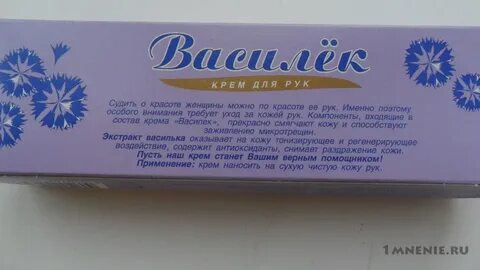 Василёк
КРЕМ ДЛЯ РУК
Судить о красоте женщины можно по красоте ее рук. Именно поэтому
особого внимания требует уход за кожей рук. Компоненты, входящие в
состав крема «Василек», прекрасно смягчают кожу и способствуют
заживлению микротрещин.
Экстракт василька оказывает на кожу тонизирующее и регенерирующее
воздействие, содержит антиоксиданты, снимает раздражение кожи.
Пусть наш крем станет Вашим верным помощником!
Применение: крем наносить на сухую чистую кожу рук.
1MNENIE.RU